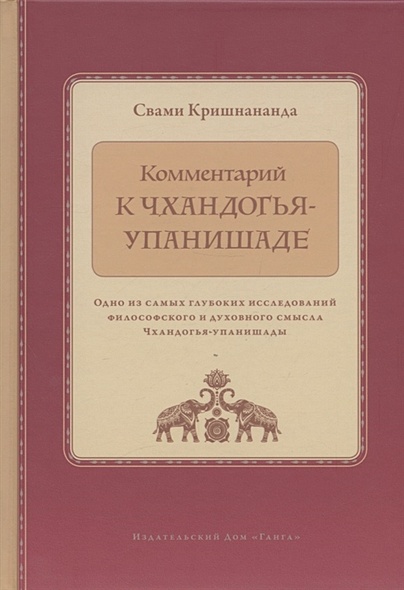 Свами Кришнананда
Комментарий
к Чхандогья-
упанишаде
Одно из самых глубоких исследований
философского и духовного смысла
Чхандогья-упанишады
Издательский Дом «Ганга»